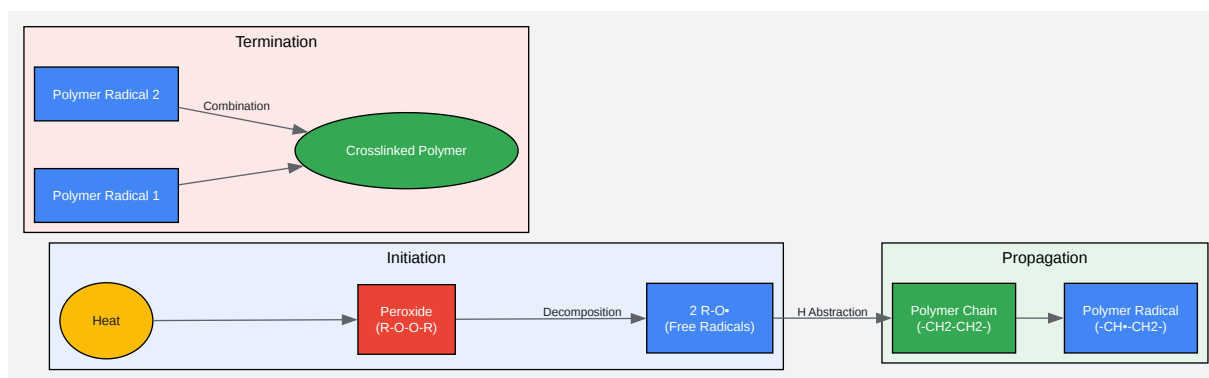 Termination
Polymer Radical 2
Combination
Crosslinked Polymer
Polymer Radical 1
Initiation
Heat
Peroxide
(R-O-O-R)
Decomposition
2 R-O•
(Free Radicals)
H Abstraction
Propagation
Polymer Chain
(-CH2-CH2-)
Polymer Radical
(-CH•-CH2-)